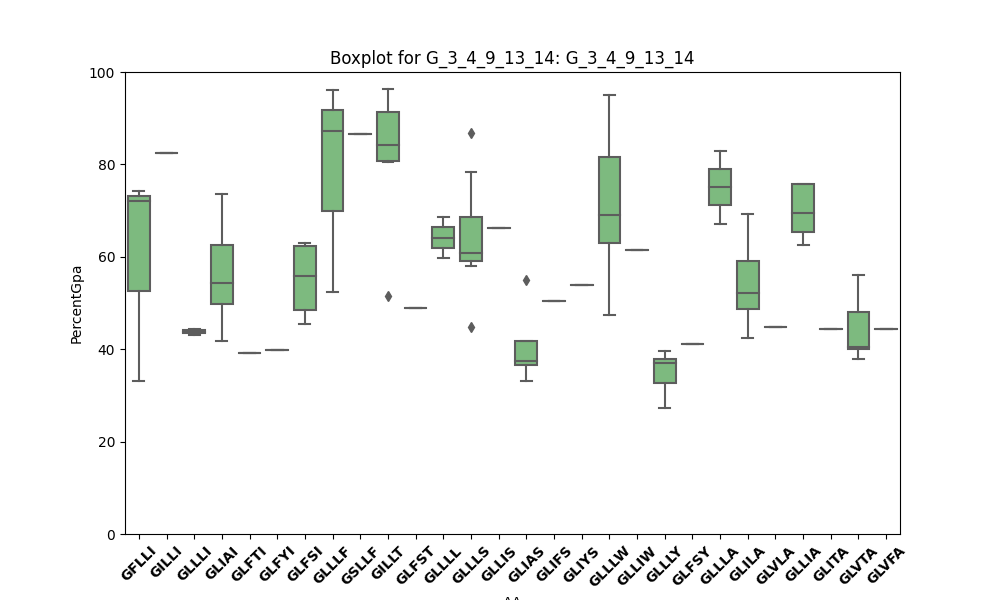 Boxplot for G_3_4_9_13_14: G_3_4_9_13_14
PercentGpa
100
80
60
40
20
0
GFLLI GILLI GLLLI GLIAI GLFTI GLFYI GLFSI GLLLF GSLLF GILLT GLFST GLLLL GLLLS GLLIS GLIAS GLIFS GLIYS GLLLW GLLIW GLLLY GLFSY GLLLA GLILA GLVLA GLLIA GLITA GLVTA GLVFA